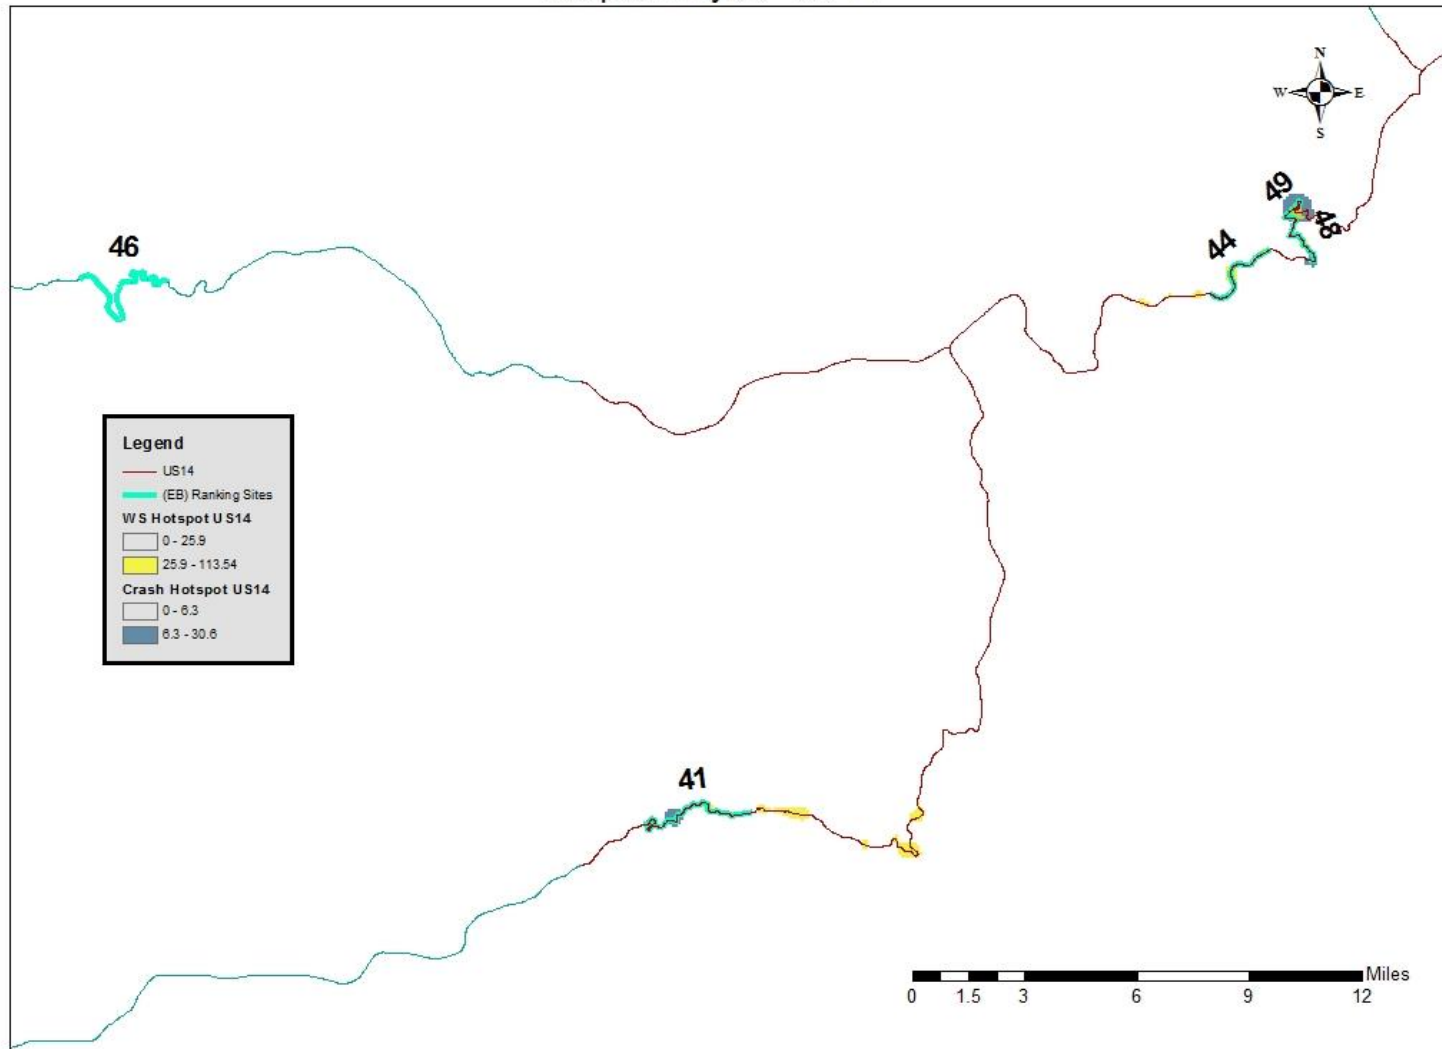 N
W E
S
49
48
44
46
41
Legend
US14
(EB) Ranking Sites
WS Hotspot US14
0 - 25.9
25.9 - 113.54
Crash Hotspot US14
0 - 6.3
6.3 - 30.6
Miles
0 1.5 3 6 9 12